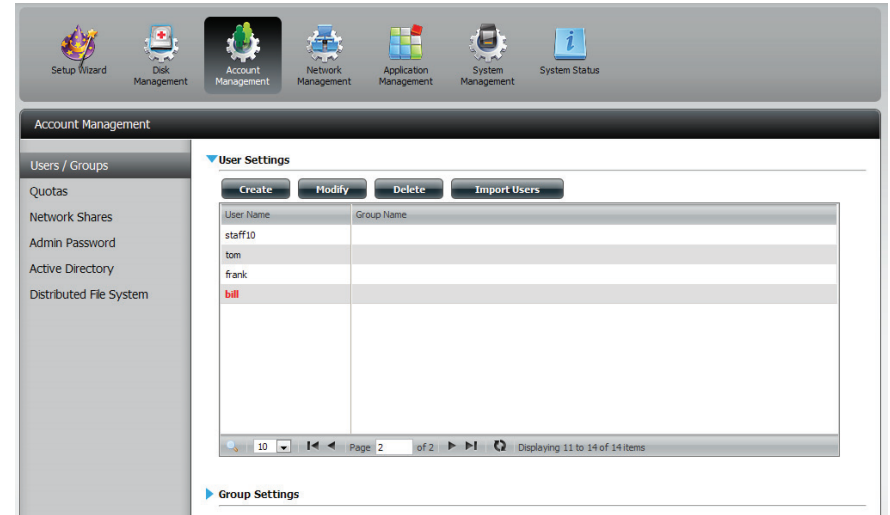 Setup Wizard
Disk Management
Account Management
Network Management
Application Management
System Management
System Status
Account Management
Users / Groups
Quotas
Network Shares
Admin Password
Active Directory
Distributed File System
User Settings
Create Modify Delete Import Users
User Name Group Name
staff10
tom
frank
bill
10 Page 2 of 2 Displaying 11 to 14 of 14 items
Group Settings